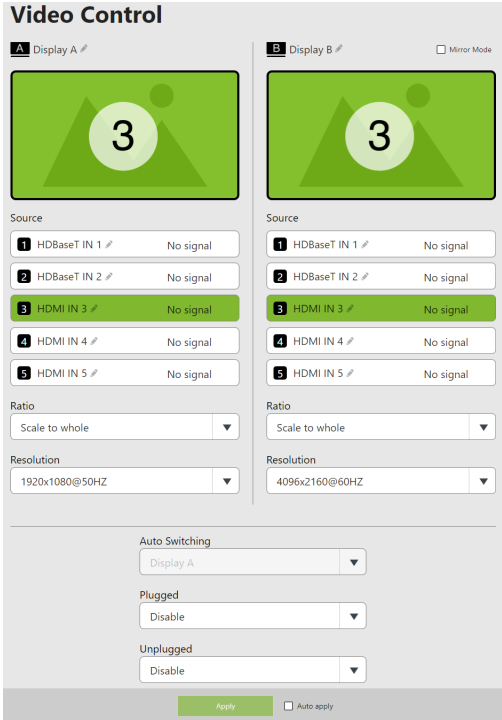 Video Control
A Display A
3
Source
1 HDBaseT IN 1 No signal
2 HDBaseT IN 2 No signal
3 HDMI IN 3 No signal
4 HDMI IN 4 No signal
5 HDMI IN 5 No signal
Ratio
Scale to whole
Resolution
1920x1080@50HZ
B Display B Mirror Mode
3
Source
1 HDBaseT IN 1 No signal
2 HDBaseT IN 2 No signal
3 HDMI IN 3 No signal
4 HDMI IN 4 No signal
5 HDMI IN 5 No signal
Ratio
Scale to whole
Resolution
4096x2160@60HZ
Auto Switching
Display A
Plugged
Disable
Unplugged
Disable
Apply Auto apply